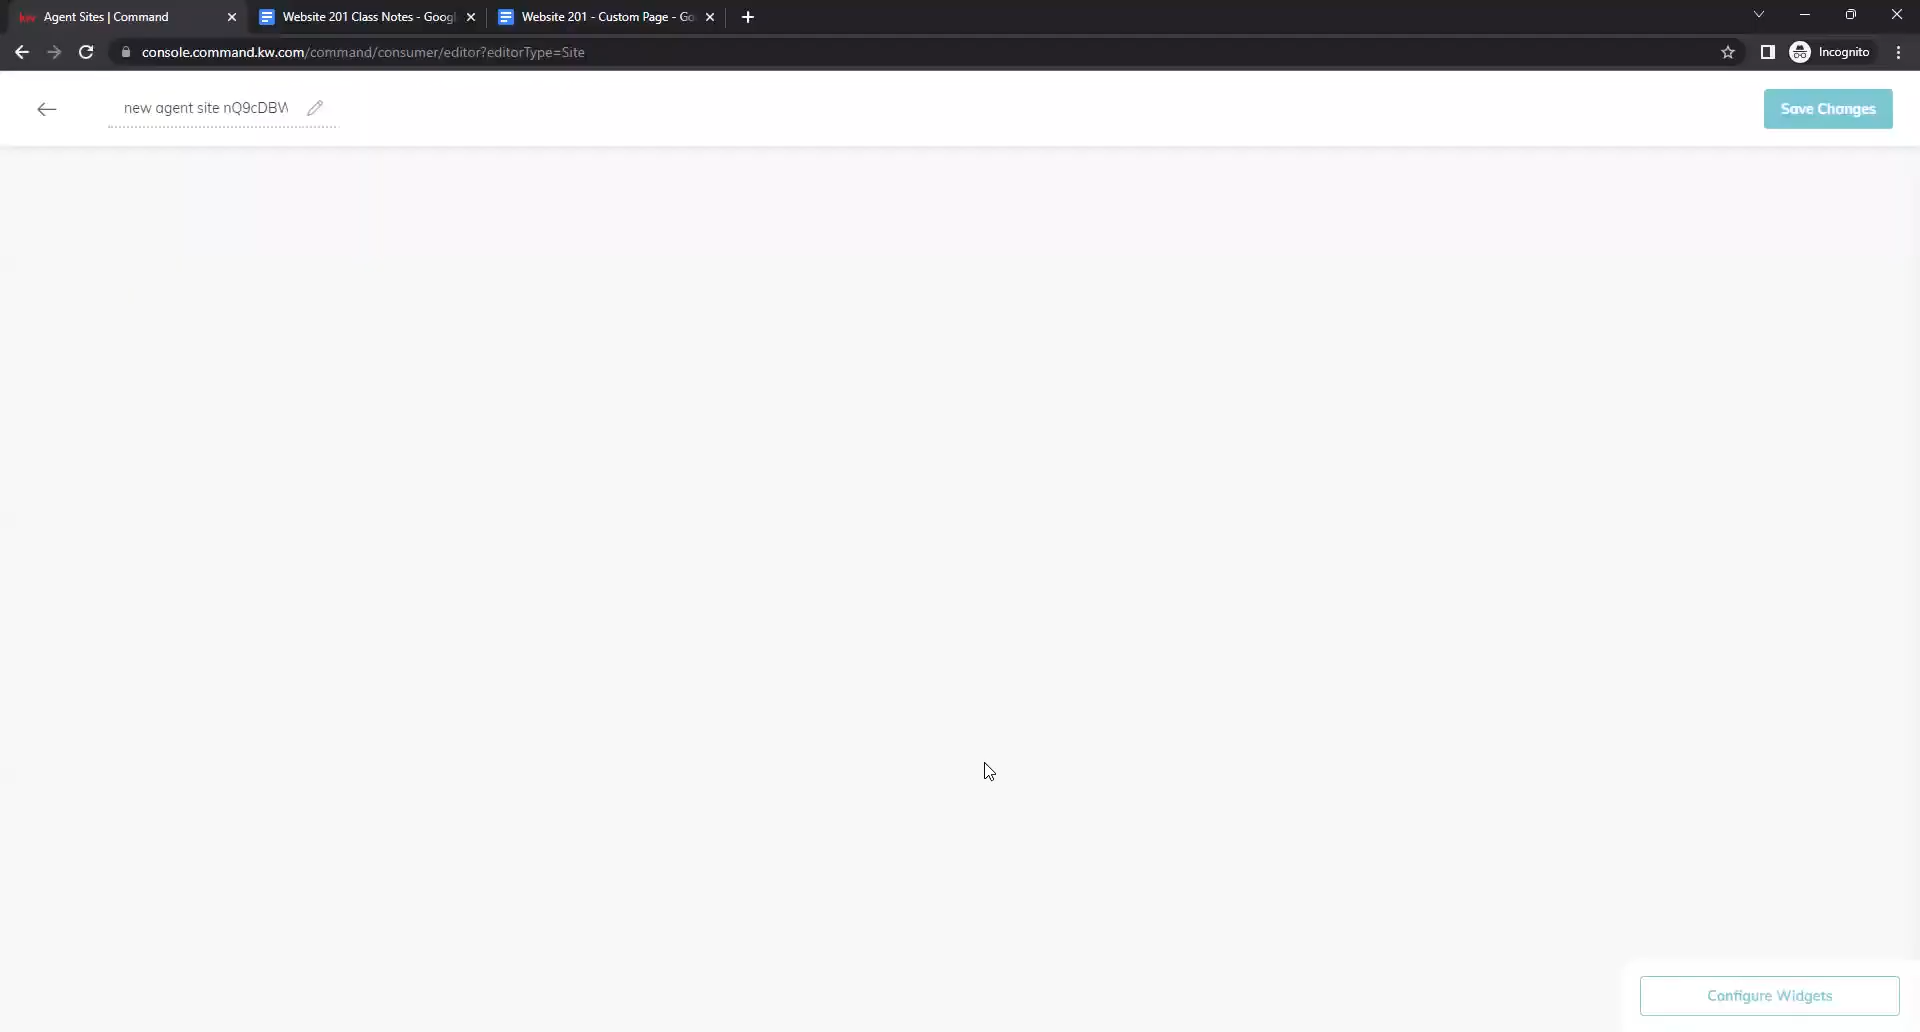 kw Agent Sites | Command
Website 201 Class Notes - Googl
Website 201 - Custom Page - Go
console.command.kw.com/command/consumer/editor?editorType=Site
Incognito
new agent site nQ9cDBW
Save Changes
Configure Widgets